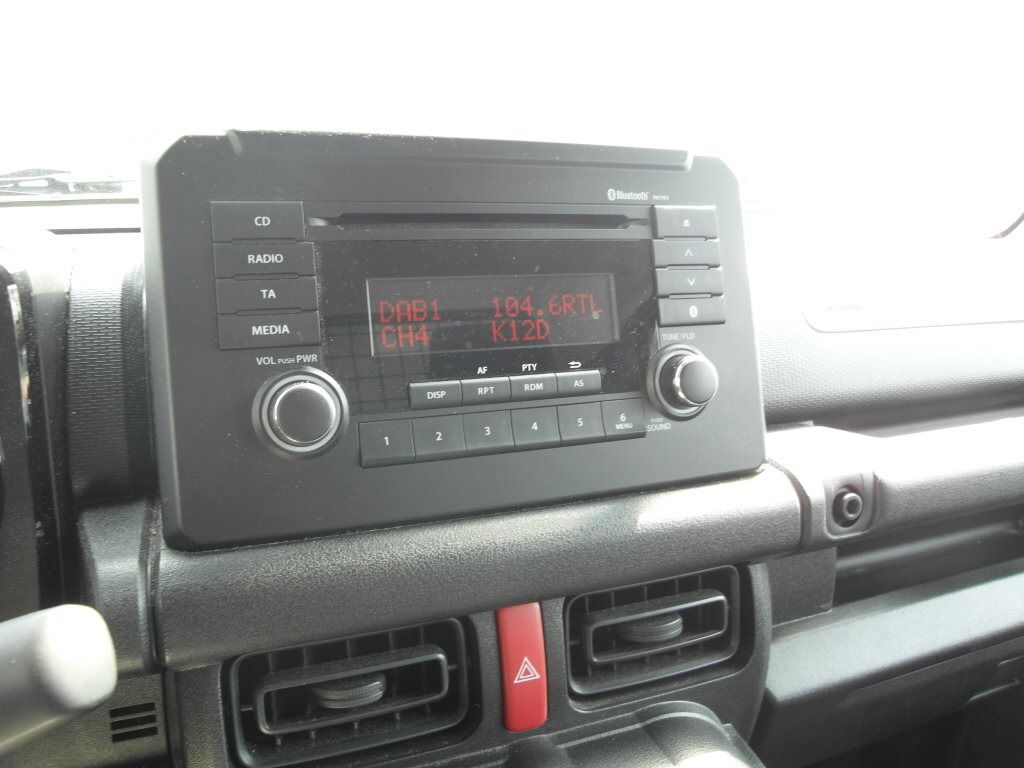 Bluetooth
CD
RADIO
TA
MEDIA
DAB1 104.6RTL
CH4 K12D
VOL PUSH PWR
TUNE/FLD
AF PTY
DISP RPT RDM AS
1 2 3 4 5 6
MENU
PUSH
SOUND